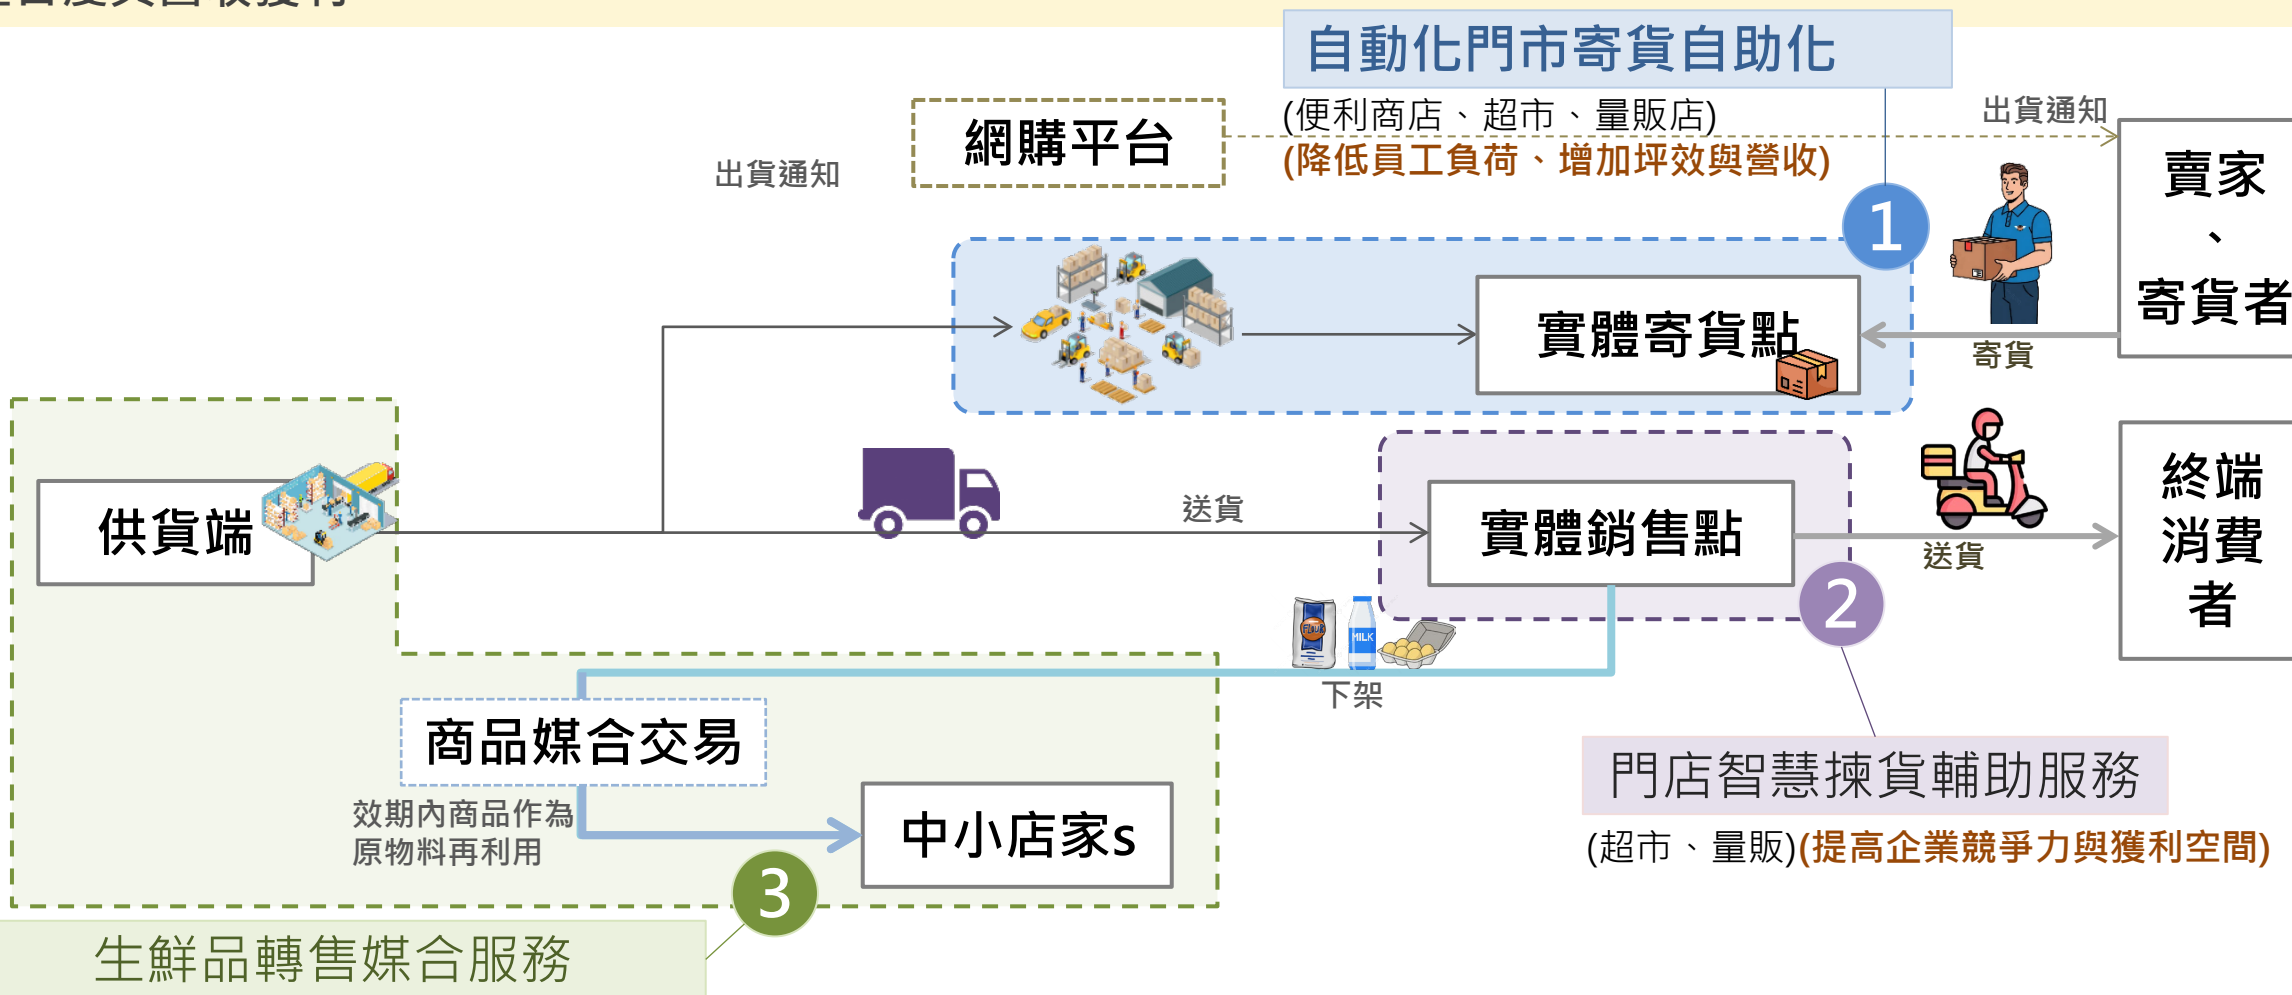 自動化門市寄貨自助化
(便利商店、超市、量販店)
(降低員工負荷、增加坪效與營收)
網購平台
出貨通知
出貨通知
賣家
、
寄貨者
1
實體寄貨點
寄貨
供貨端
送貨
實體銷售點
送貨
終端
消費
者
2
FLOUR
MILK
下架
商品媒合交易
門店智慧揀貨輔助服務
(超市、量販)(提高企業競爭力與獲利空間)
效期內商品作為
原物料再利用
中小店家s
3
生鮮品轉售媒合服務